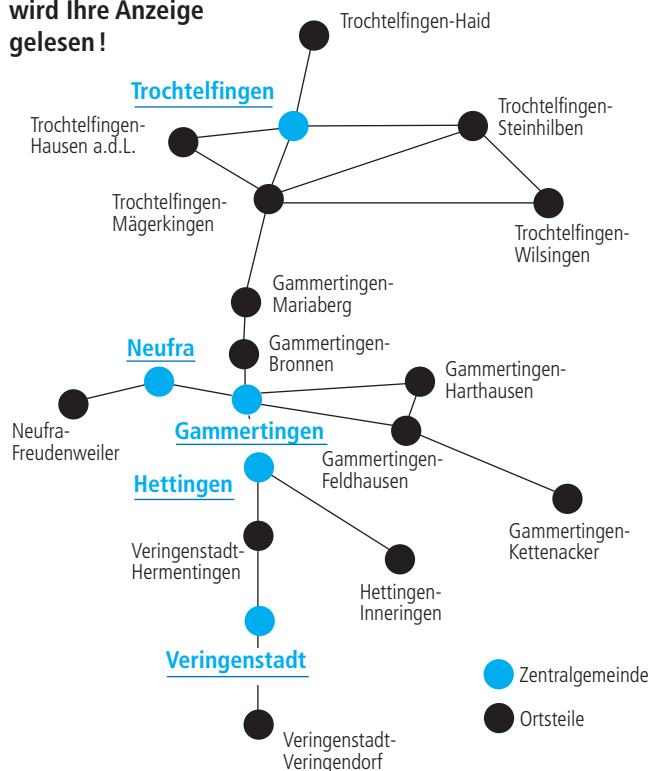 wird Ihre Anzeige
gelesen !
Trochtelfingen-Haid
Trochtelfingen
Trochtelfingen-
Steinhilben
Trochtelfingen-
Hausen a.d.L.
Trochtelfingen-
Mägerkingen
Trochtelfingen-
Wilsingen
Gammertingen-
Mariaberg
Gammertingen-
Bronnen
Neufra
Gammertingen-
Harthausen
Neufra-
Freudenweiler
Gammertingen
Gammertingen-
Feldhausen
Hettingen
Gammertingen-
Kettenacker
Veringenstadt-
Hermentingen
Hettingen-
Inneringen
Veringenstadt
Zentralgemeinde
Ortsteile
Veringenstadt-
Veringendorf